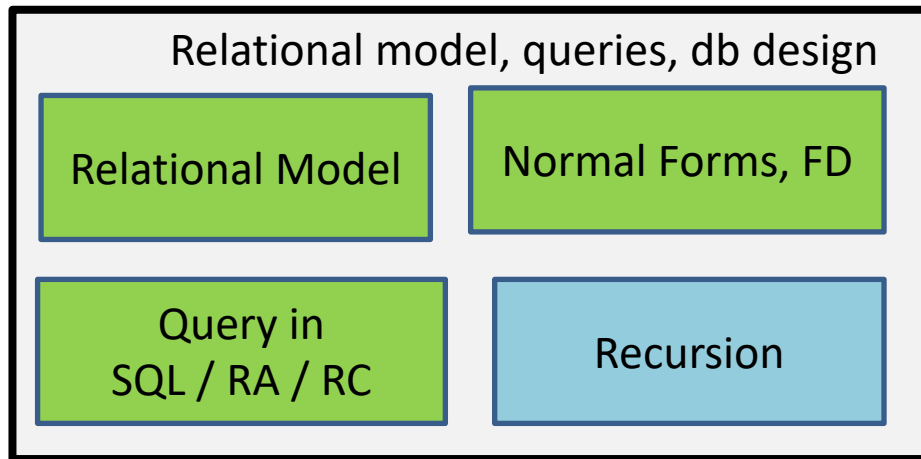 Relational model, queries, db design
Relational Model
Normal Forms, FD
Query in
SQL / RA / RC
Recursion